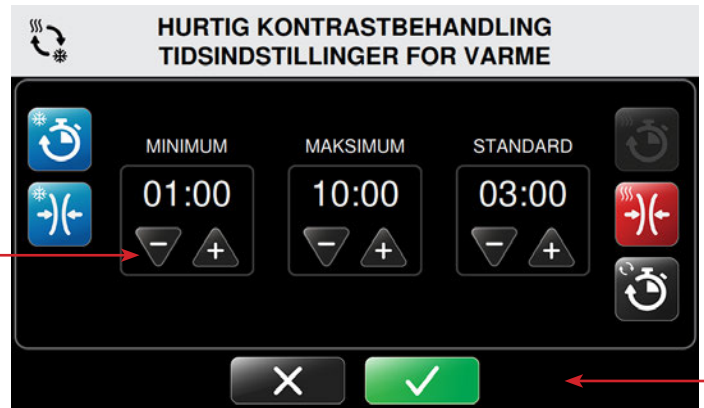 HURTIG KONTRASTBEHANDLING
TIDSINDSTILLINGER FOR VARME
MINIMUM MAKSIMUM STANDARD
01:00 10:00 03:00